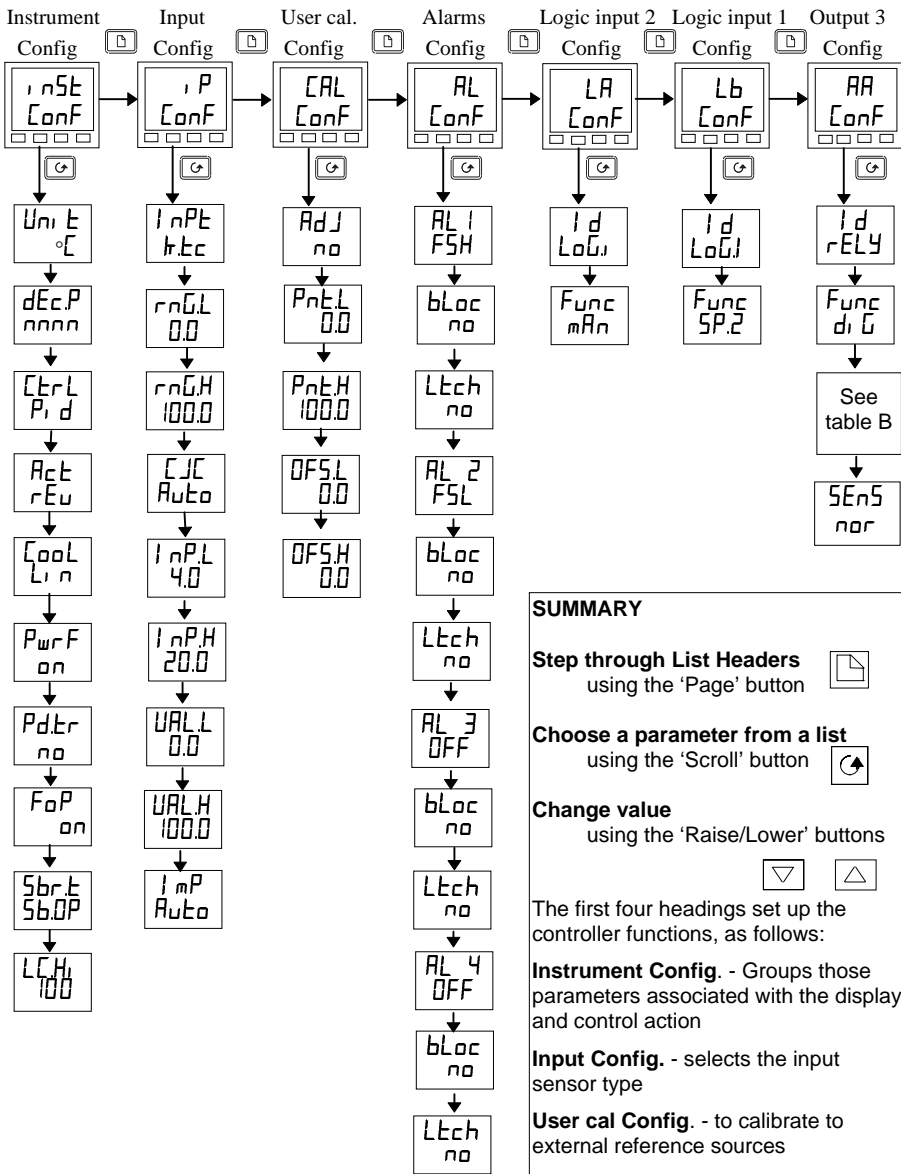 Instrument Config
Input Config
User cal. Config
Alarms Config
Logic input 2 Config
Logic input 1 Config
Output 3 Config
inSt
ConF
iP
ConF
CAL
ConF
AL
ConF
LA
ConF
Lb
ConF
AA
ConF
Unit
°C
dEc.P
nnnn
CtrL
Pid
Act
rEv
CooL
Lin
PwrF
on
Pd.tr
no
FoP
on
Sbr.t
Sb.OP
LC.Hi
100
InPt
k.tc
rnG.L
0.0
rnG.H
100.0
CJC
Auto
InP.L
4.0
InP.H
20.0
VAL.L
0.0
VAL.H
100.0
ImP
Auto
AdJ
no
Pnt.L
0.0
Pnt.H
100.0
OFS.L
0.0
OFS.H
0.0
AL 1
FSH
bLoc
no
Ltch
no
AL 2
FSL
bLoc
no
Ltch
no
AL 3
OFF
bLoc
no
Ltch
no
AL 4
OFF
bLoc
no
Ltch
no
Id
LoG.i
Func
mAn
Id
LoG.i
Func
SP.2
Id
rELY
Func
diG
See
table B
SEnS
nor
SUMMARY
Step through List Headers
using the ‘Page’ button
Choose a parameter from a list
using the ‘Scroll’ button
Change value
using the ‘Raise/Lower’ buttons
The first four headings set up the
controller functions, as follows:
Instrument Config. - Groups those
parameters associated with the display
and control action
Input Config. - selects the input
sensor type
User cal Config. - to calibrate to
external reference sources